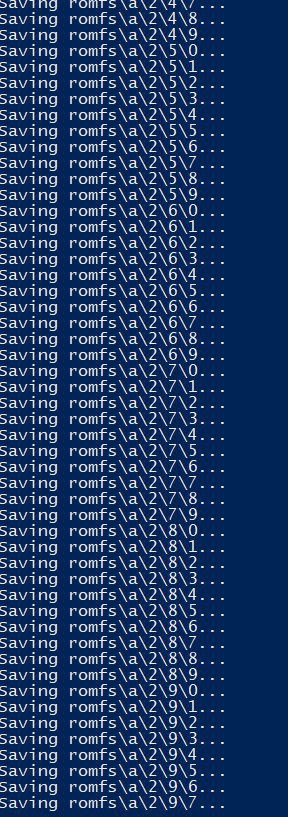 Saving romfs\a\2\4\7...
Saving romfs\a\2\4\8...
Saving romfs\a\2\4\9...
Saving romfs\a\2\5\0...
Saving romfs\a\2\5\1...
Saving romfs\a\2\5\2...
Saving romfs\a\2\5\3...
Saving romfs\a\2\5\4...
Saving romfs\a\2\5\5...
Saving romfs\a\2\5\6...
Saving romfs\a\2\5\7...
Saving romfs\a\2\5\8...
Saving romfs\a\2\5\9...
Saving romfs\a\2\6\0...
Saving romfs\a\2\6\1...
Saving romfs\a\2\6\2...
Saving romfs\a\2\6\3...
Saving romfs\a\2\6\4...
Saving romfs\a\2\6\5...
Saving romfs\a\2\6\6...
Saving romfs\a\2\6\7...
Saving romfs\a\2\6\8...
Saving romfs\a\2\6\9...
Saving romfs\a\2\7\0...
Saving romfs\a\2\7\1...
Saving romfs\a\2\7\2...
Saving romfs\a\2\7\3...
Saving romfs\a\2\7\4...
Saving romfs\a\2\7\5...
Saving romfs\a\2\7\6...
Saving romfs\a\2\7\7...
Saving romfs\a\2\7\8...
Saving romfs\a\2\7\9...
Saving romfs\a\2\8\0...
Saving romfs\a\2\8\1...
Saving romfs\a\2\8\2...
Saving romfs\a\2\8\3...
Saving romfs\a\2\8\4...
Saving romfs\a\2\8\5...
Saving romfs\a\2\8\6...
Saving romfs\a\2\8\7...
Saving romfs\a\2\8\8...
Saving romfs\a\2\8\9...
Saving romfs\a\2\9\0...
Saving romfs\a\2\9\1...
Saving romfs\a\2\9\2...
Saving romfs\a\2\9\3...
Saving romfs\a\2\9\4...
Saving romfs\a\2\9\5...
Saving romfs\a\2\9\6...
Saving romfs\a\2\9\7...